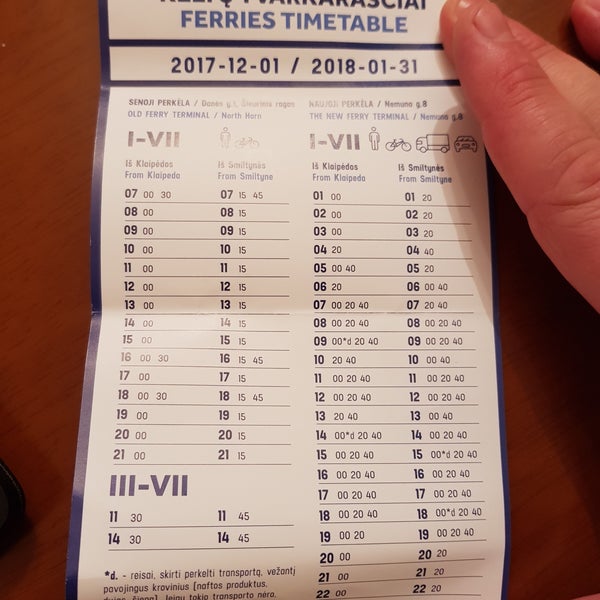 KELTŲ TVARKARAŠČIAI
FERRIES TIMETABLE
2017-12-01 / 2018-01-31
SENOJI PERKĖLA / Danės g.1, Šiaurinis ragas
OLD FERRY TERMINAL / North Horn
I-VII
Iš Klaipėdos Iš Smiltynės
From Klaipeda From Smiltyne
07 00 30 07 15 45
08 00 08 15
09 00 09 15
10 00 10 15
11 00 11 15
12 00 12 15
13 00 13 15
14 00 14 15
15 00 15 15
16 00 30 16 15 45
17 00 17 15
18 00 30 18 15 45
19 00 19 15
20 00 20 15
21 00 21 15
III-VII
11 30 11 45
14 30 14 45
*d. - reisai, skirti perkelti transportą, vežantį
pavojingus krovinius (naftos produktus,
dujas, šieną). Jeigu tokio transporto nėra,
NAUJOJI PERKĖLA / Nemuno g.8
THE NEW FERRY TERMINAL / Nemuno g.8
I-VII
Iš Klaipėdos Iš Smiltynės
From Klaipeda From Smiltyne
01 00 01 20
02 00 02 20
03 00 03 20
04 20 04 40
05 00 40 05 20
06 20 06 00 40
07 00 20 40 07 20 40
08 00 20 40 08 00 20 40
09 00*d 20 40 09 00 20 40
10 20 40 10 00 40
11 00 20 40 11 00 20 40
12 00 20 40 12 00 20 40
13 20 40 13 00 40
14 00*d 20 40 14 00 20 40
15 00 20 40 15 00*d 20 40
16 00 20 40 16 00 20 40
17 00 20 40 17 00 20 40
18 00 20 40 18 00*d 20 40
19 00 20 19 00 20 40
20 00 20 20
21 00 21 20
22 00 22 20